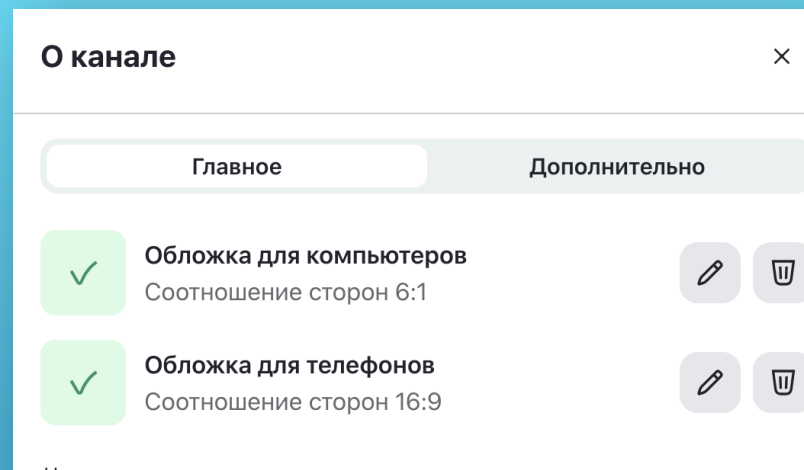 О канале
Главное
Дополнительно
Обложка для компьютеров
Соотношение сторон 6:1
Обложка для телефонов
Соотношение сторон 16:9